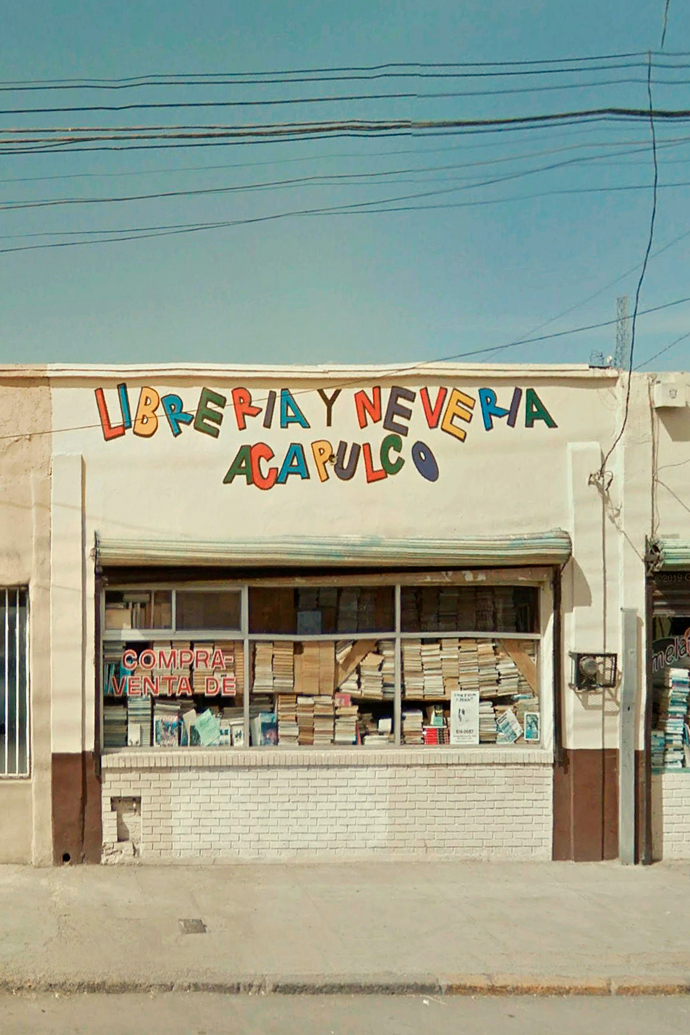 LIBRERIA Y NEVERIA
ACAPULCO
COMPRA-
VENTA DE